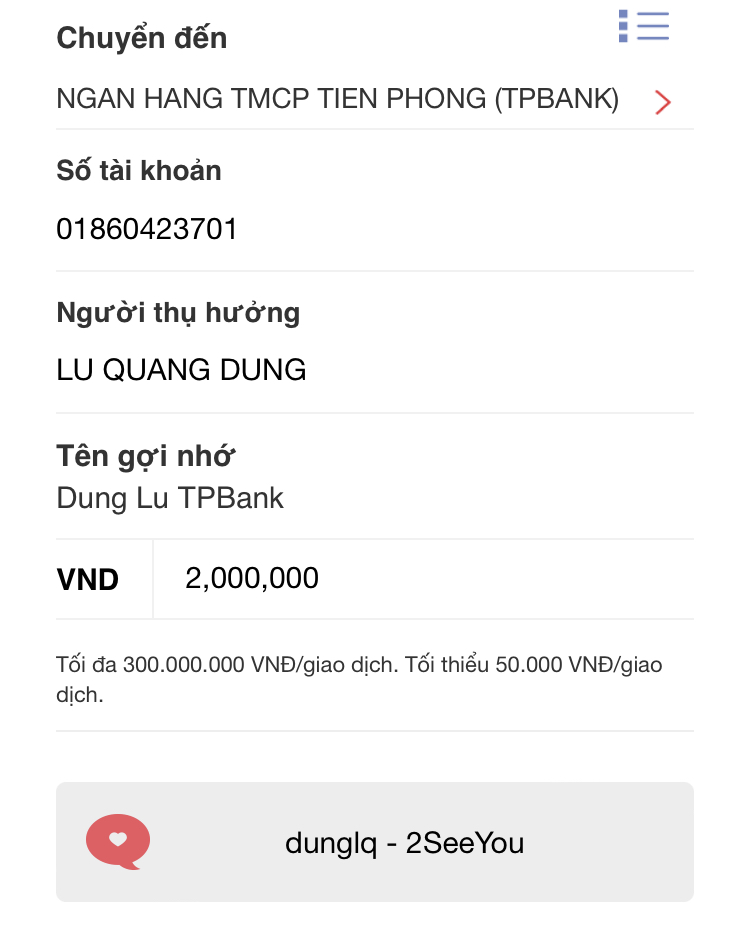 Chuyển đến
NGAN HANG TMCP TIEN PHONG (TPBANK)
Số tài khoản
01860423701
Người thụ hưởng
LU QUANG DUNG
Tên gợi nhớ
Dung Lu TPBank
VND 2,000,000
Tối đa 300.000.000 VNĐ/giao dịch. Tối thiểu 50.000 VNĐ/giao
dịch.
dunglq - 2SeeYou